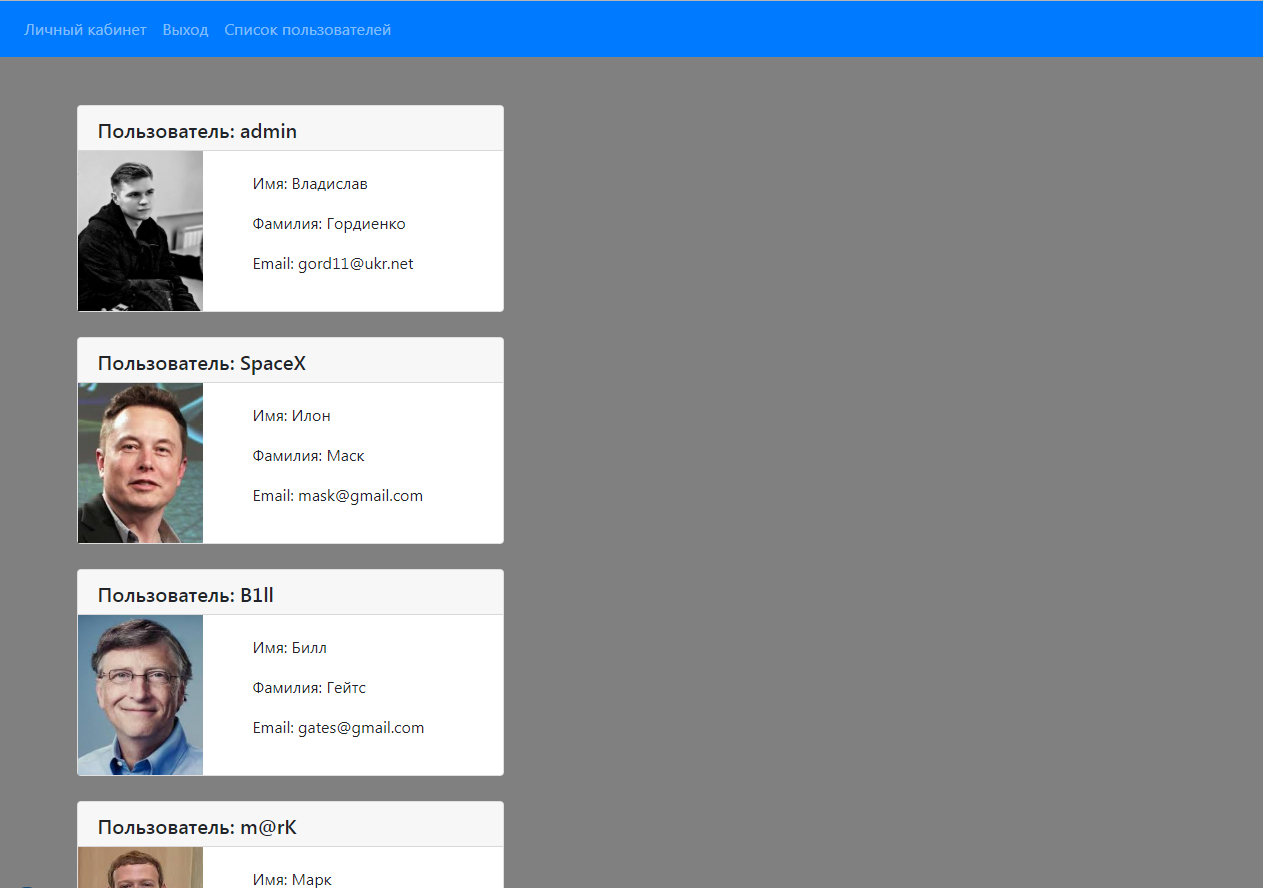 Личный кабинет Выход Список пользователей
Пользователь: admin
Имя: Владислав
Фамилия: Гордиенко
Email: gord11@ukr.net
Пользователь: SpaceX
Имя: Илон
Фамилия: Маск
Email: mask@gmail.com
Пользователь: B1ll
Имя: Билл
Фамилия: Гейтс
Email: gates@gmail.com
Пользователь: m@rK
Имя: Марк